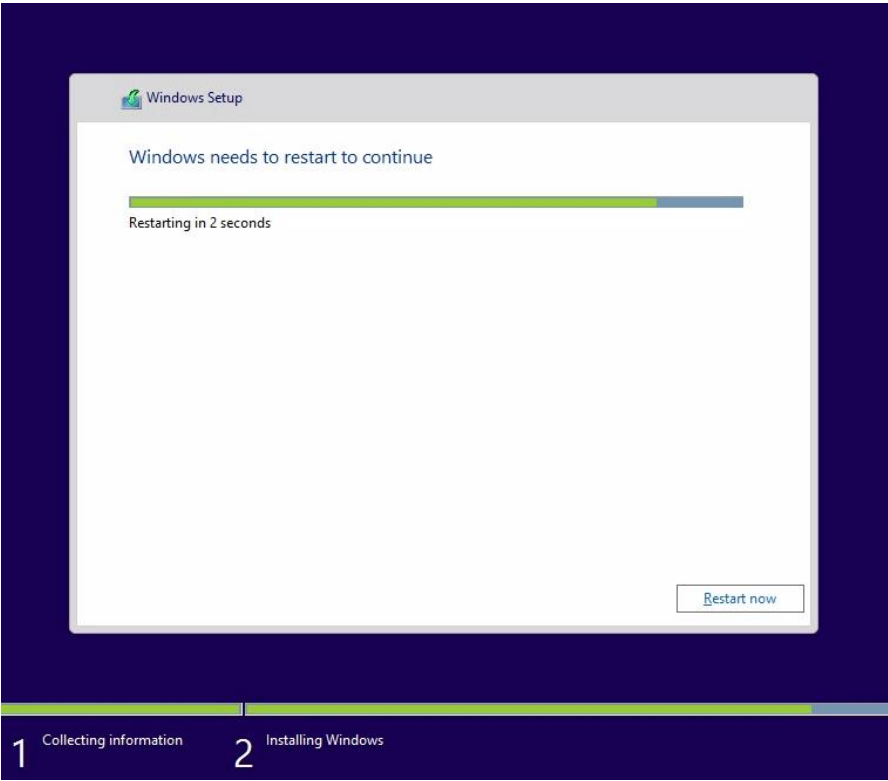 Windows Setup
Windows needs to restart to continue
Restarting in 2 seconds
Restart now
1 Collecting information 2 Installing Windows